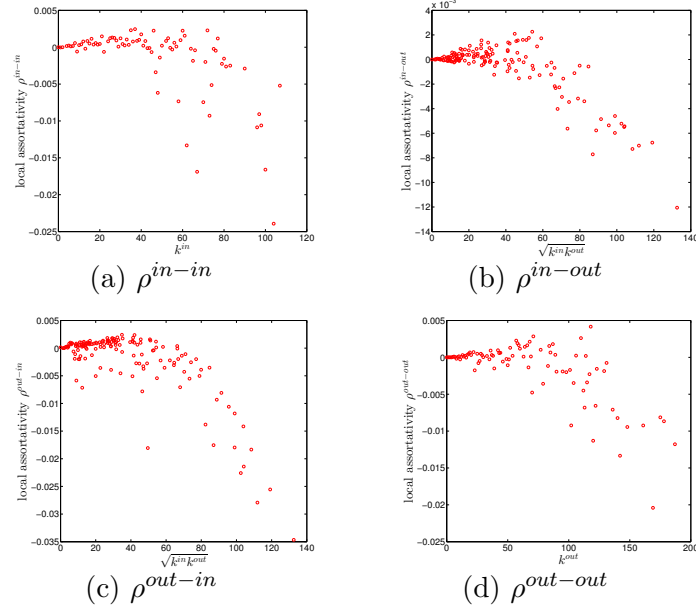 0.005
0
−0.005
−0.01
−0.015
−0.02
−0.025
0 20 40 60 80 100 120
local assortativity ρ^{in−in}
k^{in}
(a) ρ^{in−in}
4 x 10^{−3}
2
0
−2
−4
−6
−8
−10
−12
−14
0 20 40 60 80 100 120 140
local assortativity ρ^{in−out}
√k^{in}k^{out}
(b) ρ^{in−out}
0.005
0
−0.005
−0.01
−0.015
−0.02
−0.025
−0.03
−0.035
0 20 40 60 80 100 120 140
local assortativity ρ^{out−in}
√k^{in}k^{out}
(c) ρ^{out−in}
0.005
0
−0.005
−0.01
−0.015
−0.02
−0.025
0 50 100 150 200
local assortativity ρ^{out−out}
k^{out}
(d) ρ^{out−out}